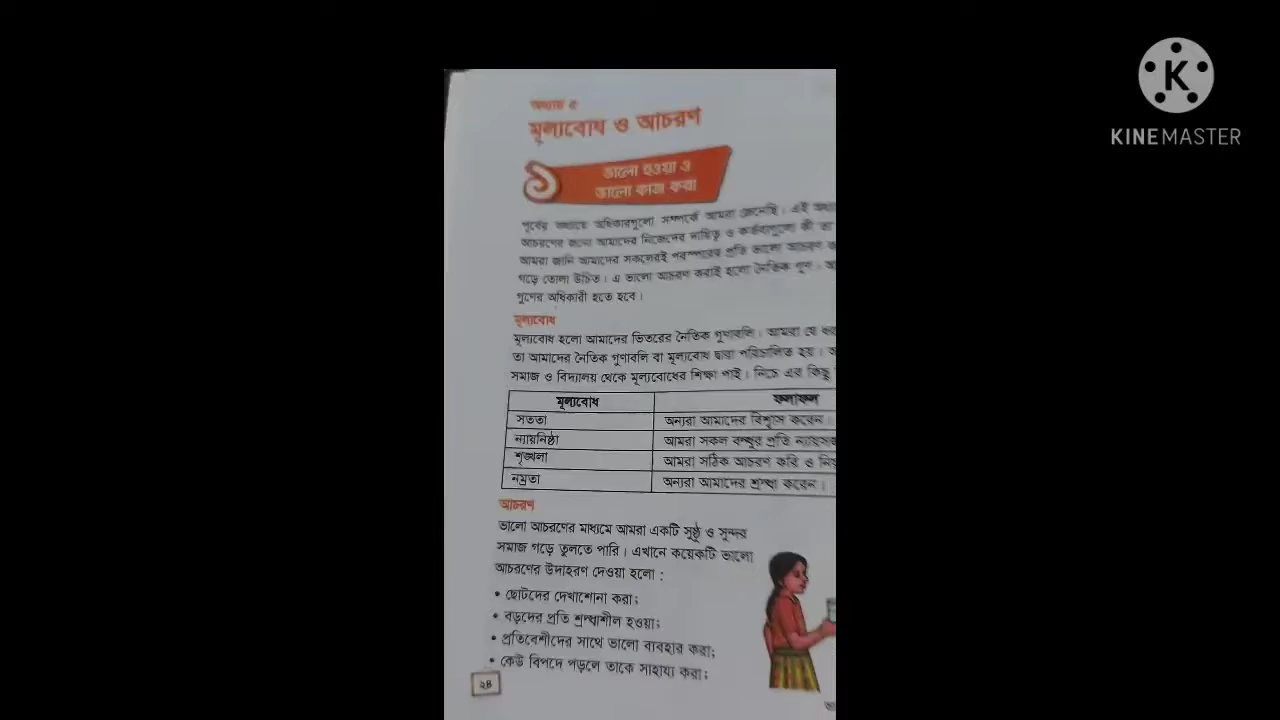 অধ্যায় ৫
মূল্যবোধ ও আচরণ
১
ভালো হওয়া ও
ভালো কাজ করা
পূর্বের অধ্যায়ে অধিকারগুলো সম্পর্কে আমরা জেনেছি। এই
আচরণের জন্যে আমাদের নিজেদের দায়িত্ব ও কর্তব্যগুলো কী তা
আমরা জানি আমাদের সকলেরই পরস্পরের প্রতি ভালো আচরণ
গড়ে তোলা উচিত। এ ভালো আচরণ করাই হলো নৈতিক গুণ।
গুণের অধিকারী হতে হবে।
মূল্যবোধ
মূল্যবোধ হলো আমাদের ভিতরের নৈতিক গুণাবলি। আমরা যে
তা আমাদের নৈতিক গুণাবলি বা মূল্যবোধ দ্বারা পরিচালিত হয়।
সমাজ ও বিদ্যালয় থেকে মূল্যবোধের শিক্ষা পাই। নিচে এর কিছু
মূল্যবোধ ফলাফল
সততা অন্যরা আমাদের বিশ্বাস করেন।
ন্যায়নিষ্ঠা আমরা সকল বন্ধুর প্রতি
শৃঙ্খলা আমরা সঠিক আচরণ করি ও
নম্রতা অন্যরা আমাদের শ্রদ্ধা করেন।
আচরণ
ভালো আচরণের মাধ্যমে আমরা একটি সুষ্ঠু ও সুন্দর
সমাজ গড়ে তুলতে পারি। এখানে কয়েকটি ভালো
আচরণের উদাহরণ দেওয়া হলো :
• ছোটদের দেখাশোনা করা;
• বড়দের প্রতি শ্রদ্ধাশীল হওয়া;
• প্রতিবেশীদের সাথে ভালো ব্যবহার করা;
• কেউ বিপদে পড়লে তাকে সাহায্য করা;
২৪
K
KINEMASTER